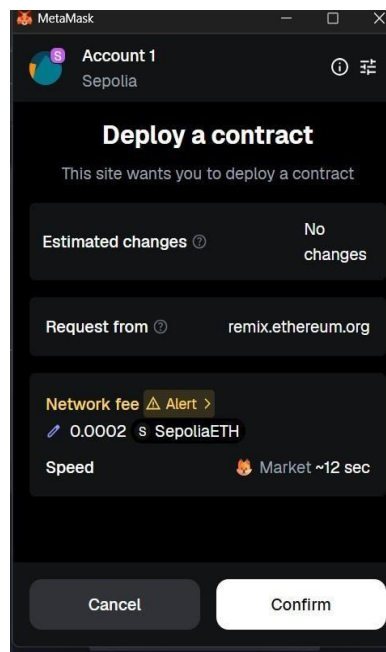 MetaMask
S
Account 1
Sepolia
Deploy a contract
This site wants you to deploy a contract
Estimated changes ?
No
changes
Request from ?
remix.ethereum.org
Network fee Alert >
0.0002 S SepoliaETH
Speed
Market ~12 sec
Cancel
Confirm